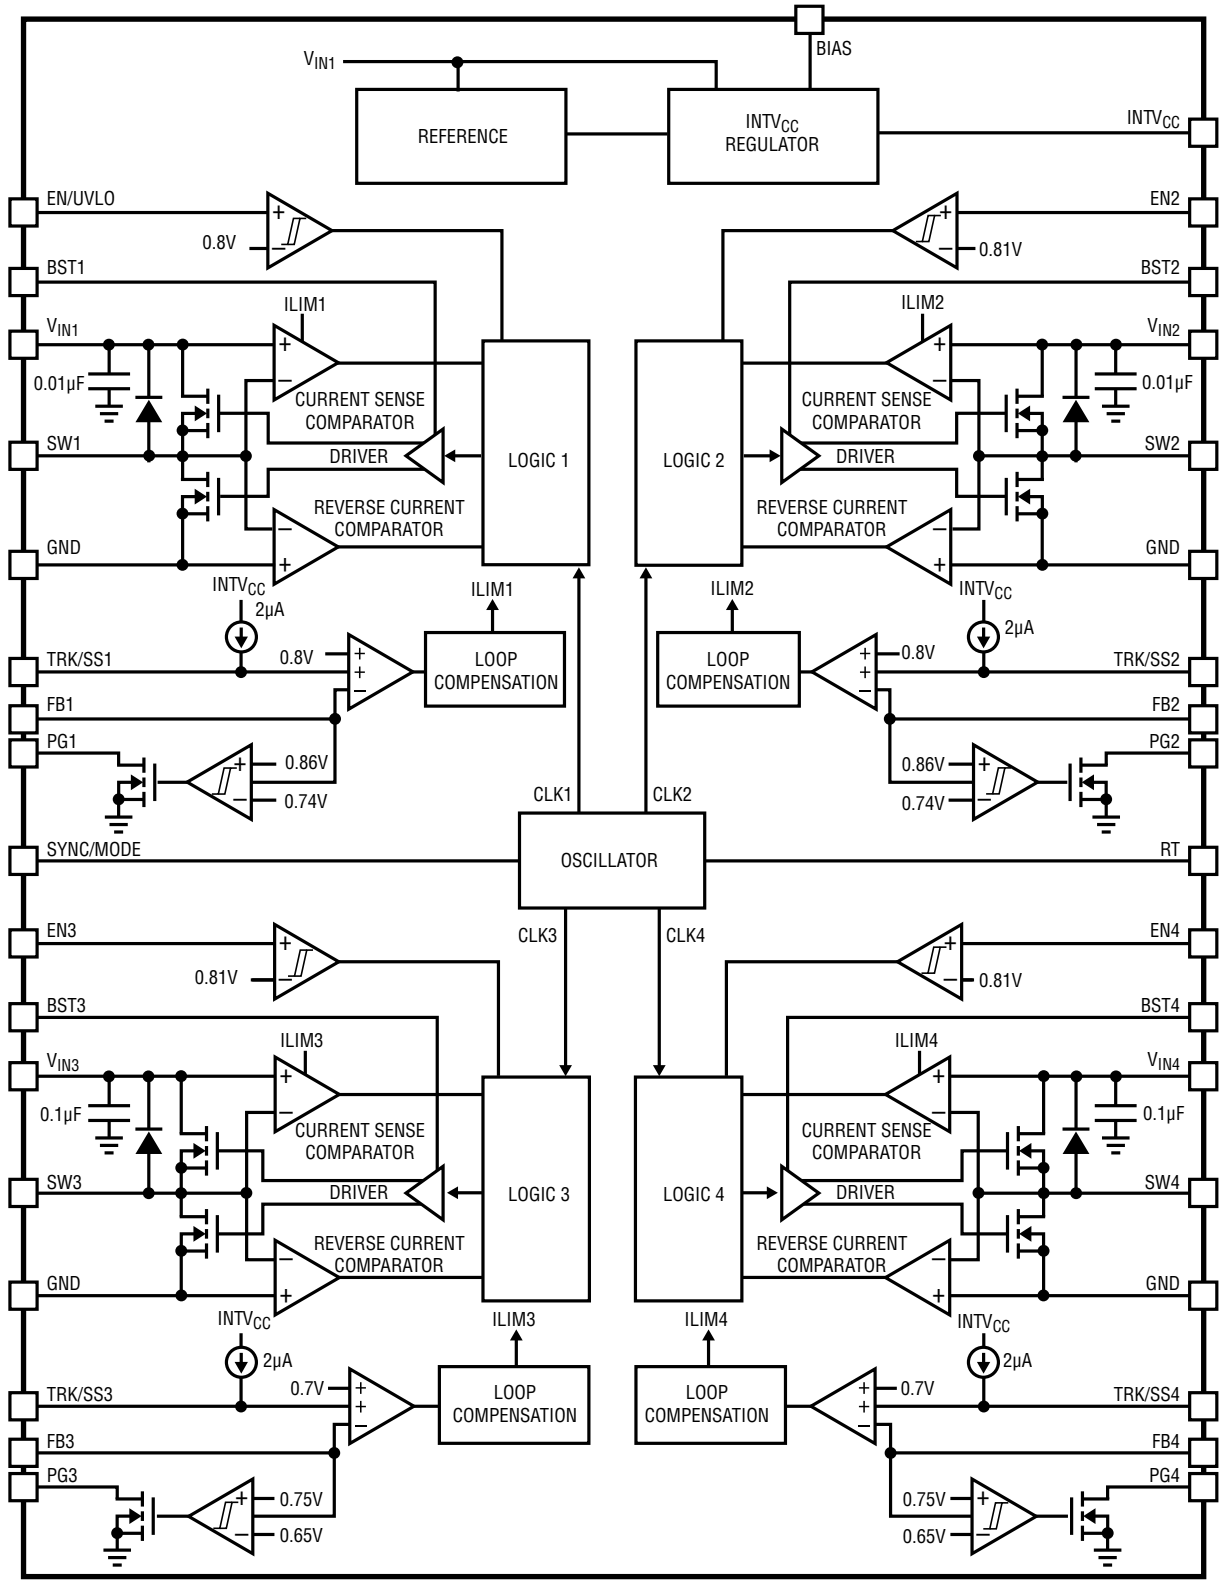 BIAS
VIN1
REFERENCE
INTVCC
REGULATOR
INTVCC
EN/UVLO
+
0.8V
−
EN2
+
0.81V
−
BST1
BST2
ILIM1
ILIM2
VIN1
+
−
0.01µF
CURRENT SENSE
COMPARATOR
VIN2
+
−
0.01µF
CURRENT SENSE
COMPARATOR
SW1
DRIVER
LOGIC 1
LOGIC 2
DRIVER
SW2
REVERSE CURRENT
COMPARATOR
−
+
REVERSE CURRENT
COMPARATOR
−
+
GND
GND
INTVCC
2µA
ILIM1
ILIM2
INTVCC
2µA
TRK/SS1
0.8V
+
+
−
LOOP
COMPENSATION
LOOP
COMPENSATION
0.8V
+
+
−
TRK/SS2
FB1
FB2
PG1
+
0.86V
−
0.74V
PG2
0.86V
+
0.74V
−
CLK1
CLK2
SYNC/MODE
OSCILLATOR
RT
EN3
+
0.81V
−
CLK3
CLK4
EN4
+
0.81V
−
BST3
BST4
ILIM3
ILIM4
VIN3
+
−
0.1µF
CURRENT SENSE
COMPARATOR
VIN4
+
−
0.1µF
CURRENT SENSE
COMPARATOR
SW3
DRIVER
LOGIC 3
LOGIC 4
DRIVER
SW4
REVERSE CURRENT
COMPARATOR
−
+
REVERSE CURRENT
COMPARATOR
−
+
GND
GND
INTVCC
2µA
ILIM3
ILIM4
INTVCC
2µA
TRK/SS3
0.7V
+
+
−
LOOP
COMPENSATION
LOOP
COMPENSATION
0.7V
+
+
−
TRK/SS4
FB3
FB4
PG3
+
0.75V
−
0.65V
PG4
0.75V
+
0.65V
−